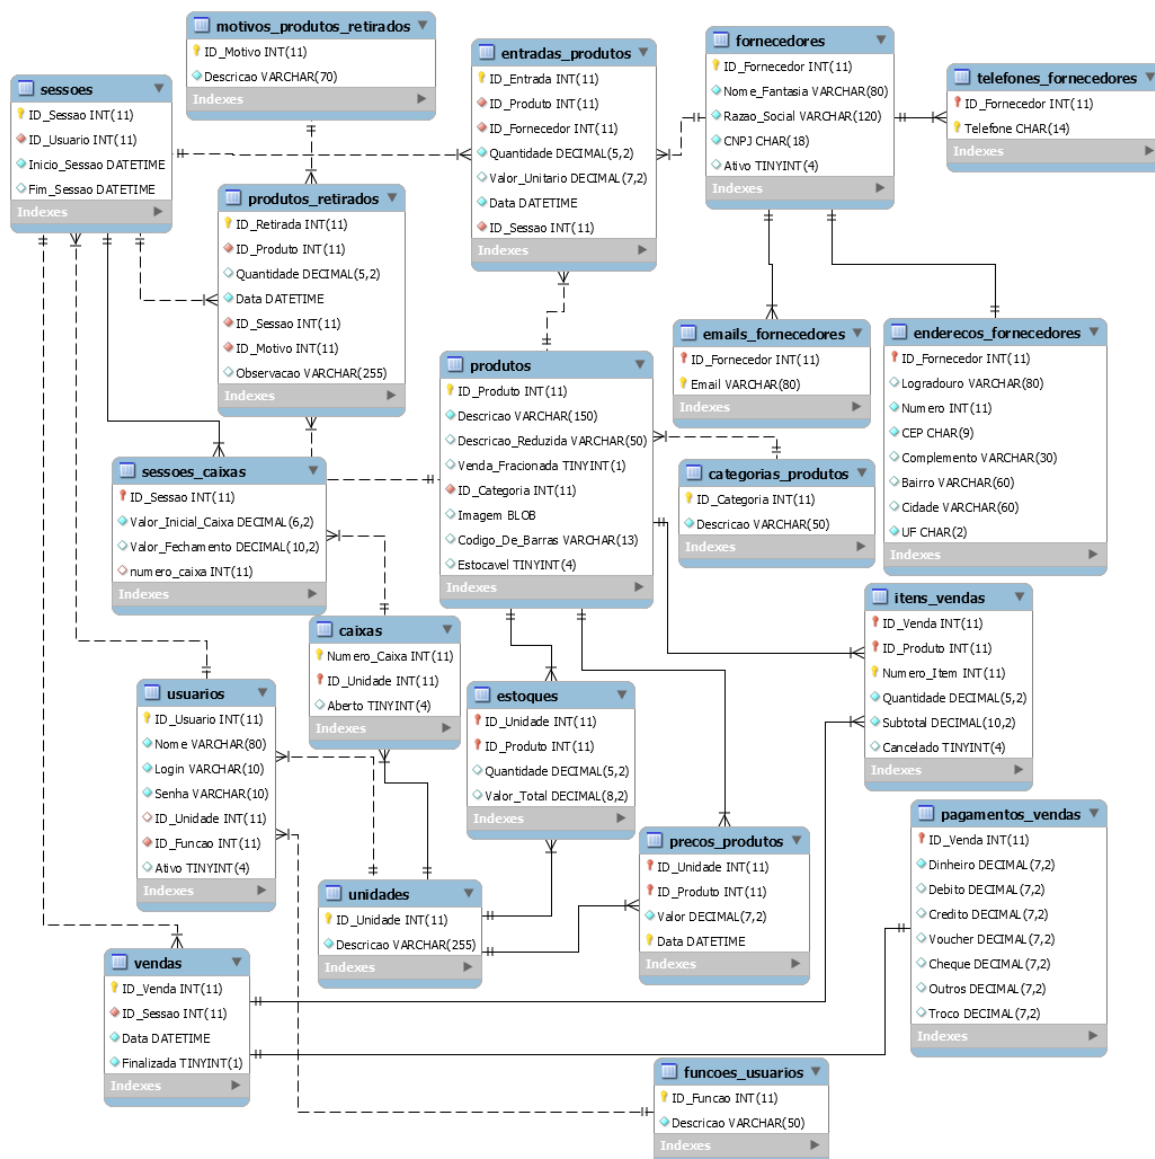 motivos_produtos_retirados
ID_Motivo INT(11)
Descricao VARCHAR(70)
Indexes
entradas_produtos
ID_Entrada INT(11)
ID_Produto INT(11)
ID_Fornecedor INT(11)
Quantidade DECIMAL(5,2)
Valor_Unitario DECIMAL(7,2)
Data DATETIME
ID_Sessao INT(11)
Indexes
fornecedores
ID_Fornecedor INT(11)
Nome_Fantasia VARCHAR(80)
Razao_Social VARCHAR(120)
CNPJ CHAR(18)
Ativo TINYINT(4)
Indexes
telefones_fornecedores
ID_Fornecedor INT(11)
Telefone CHAR(14)
Indexes
sessoes
ID_Sessao INT(11)
ID_Usuario INT(11)
Inicio_Sessao DATETIME
Fim_Sessao DATETIME
Indexes
produtos_retirados
ID_Retirada INT(11)
ID_Produto INT(11)
Quantidade DECIMAL(5,2)
Data DATETIME
ID_Sessao INT(11)
ID_Motivo INT(11)
Observacao VARCHAR(255)
Indexes
emails_fornecedores
ID_Fornecedor INT(11)
Email VARCHAR(80)
Indexes
enderecos_fornecedores
ID_Fornecedor INT(11)
Logradouro VARCHAR(80)
Numero INT(11)
CEP CHAR(9)
Complemento VARCHAR(30)
Bairro VARCHAR(60)
Cidade VARCHAR(60)
UF CHAR(2)
Indexes
produtos
ID_Produto INT(11)
Descricao VARCHAR(150)
Descricao_Reduzida VARCHAR(50)
Venda_Fracionada TINYINT(1)
ID_Categoria INT(11)
Imagem BLOB
Codigo_De_Barras VARCHAR(13)
Estocavel TINYINT(4)
Indexes
categorias_produtos
ID_Categoria INT(11)
Descricao VARCHAR(50)
Indexes
sessoes_caixas
ID_Sessao INT(11)
Valor_Inicial_Caixa DECIMAL(6,2)
Valor_Fechamento DECIMAL(10,2)
numero_caixa INT(11)
Indexes
itens_vendas
ID_Venda INT(11)
ID_Produto INT(11)
Numero_Item INT(11)
Quantidade DECIMAL(5,2)
Subtotal DECIMAL(10,2)
Cancelado TINYINT(4)
Indexes
caixas
Numero_Caixa INT(11)
ID_Unidade INT(11)
Aberto TINYINT(4)
Indexes
usuarios
ID_Usuario INT(11)
Nome VARCHAR(80)
Login VARCHAR(10)
Senha VARCHAR(10)
ID_Unidade INT(11)
ID_Funcao INT(11)
Ativo TINYINT(4)
Indexes
estoques
ID_Unidade INT(11)
ID_Produto INT(11)
Quantidade DECIMAL(5,2)
Valor_Total DECIMAL(8,2)
Indexes
pagamentos_vendas
ID_Venda INT(11)
Dinheiro DECIMAL(7,2)
Debito DECIMAL(7,2)
Credito DECIMAL(7,2)
Voucher DECIMAL(7,2)
Cheque DECIMAL(7,2)
Outros DECIMAL(7,2)
Troco DECIMAL(7,2)
Indexes
precos_produtos
ID_Unidade INT(11)
ID_Produto INT(11)
Valor DECIMAL(7,2)
Data DATETIME
Indexes
unidades
ID_Unidade INT(11)
Descricao VARCHAR(255)
Indexes
vendas
ID_Venda INT(11)
ID_Sessao INT(11)
Data DATETIME
Finalizada TINYINT(1)
Indexes
funcoes_usuarios
ID_Funcao INT(11)
Descricao VARCHAR(50)
Indexes